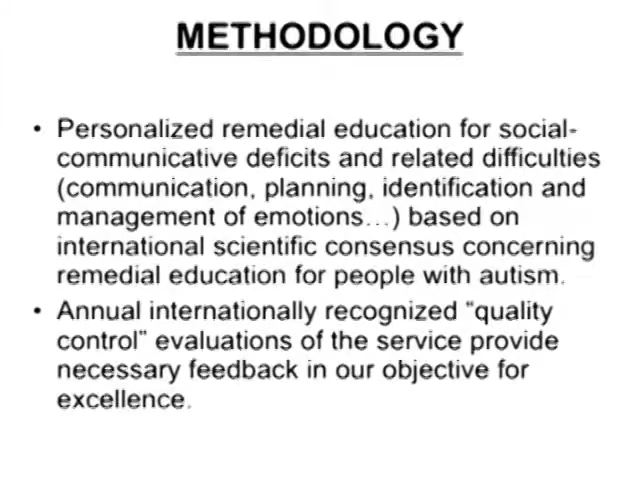 METHODOLOGY
• Personalized remedial education for social-
communicative deficits and related difficulties
(communication, planning, identification and
management of emotions…) based on
international scientific consensus concerning
remedial education for people with autism.
• Annual internationally recognized “quality
control” evaluations of the service provide
necessary feedback in our objective for
excellence.